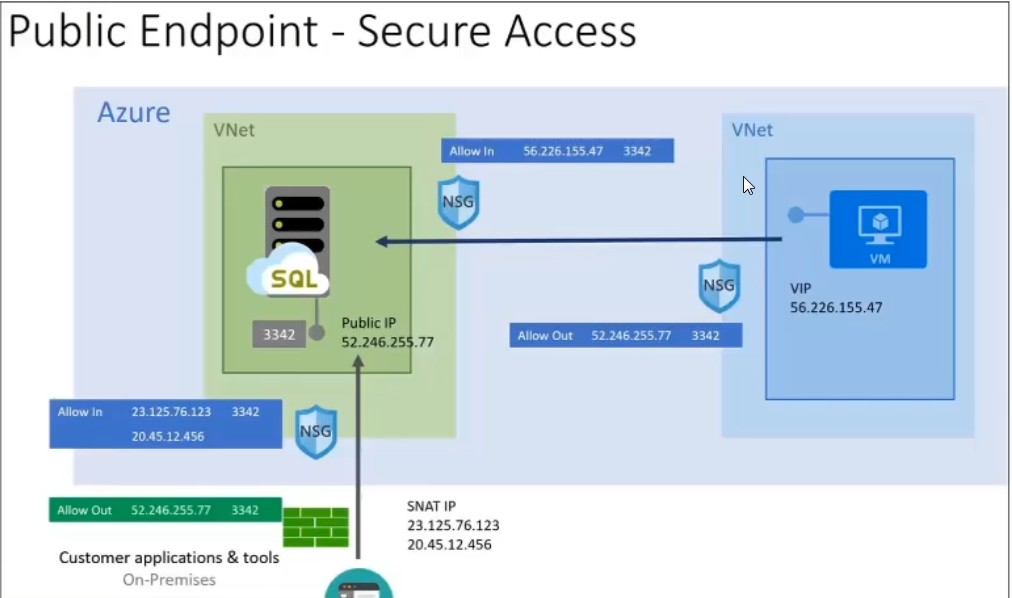 Public Endpoint - Secure Access
Azure
VNet
VNet
Allow In 56.226.155.47 3342
NSG
SQL
VM
NSG
VIP
56.226.155.47
3342
Public IP
52.246.255.77
Allow Out 52.246.255.77 3342
Allow In 23.125.76.123 3342
20.45.12.456
NSG
Allow Out 52.246.255.77 3342
SNAT IP
23.125.76.123
20.45.12.456
Customer applications & tools
On-Premises